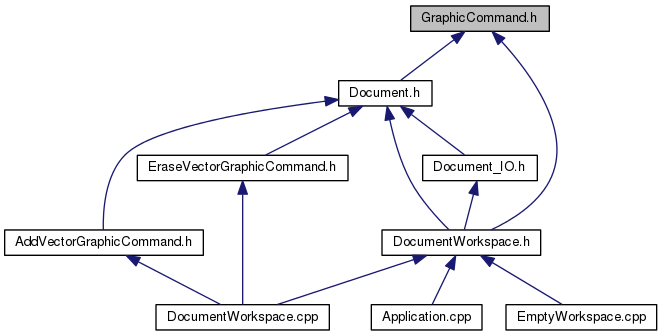 GraphicCommand.h
Document.h
EraseVectorGraphicCommand.h
Document_IO.h
AddVectorGraphicCommand.h
DocumentWorkspace.h
DocumentWorkspace.cpp
Application.cpp
EmptyWorkspace.cpp